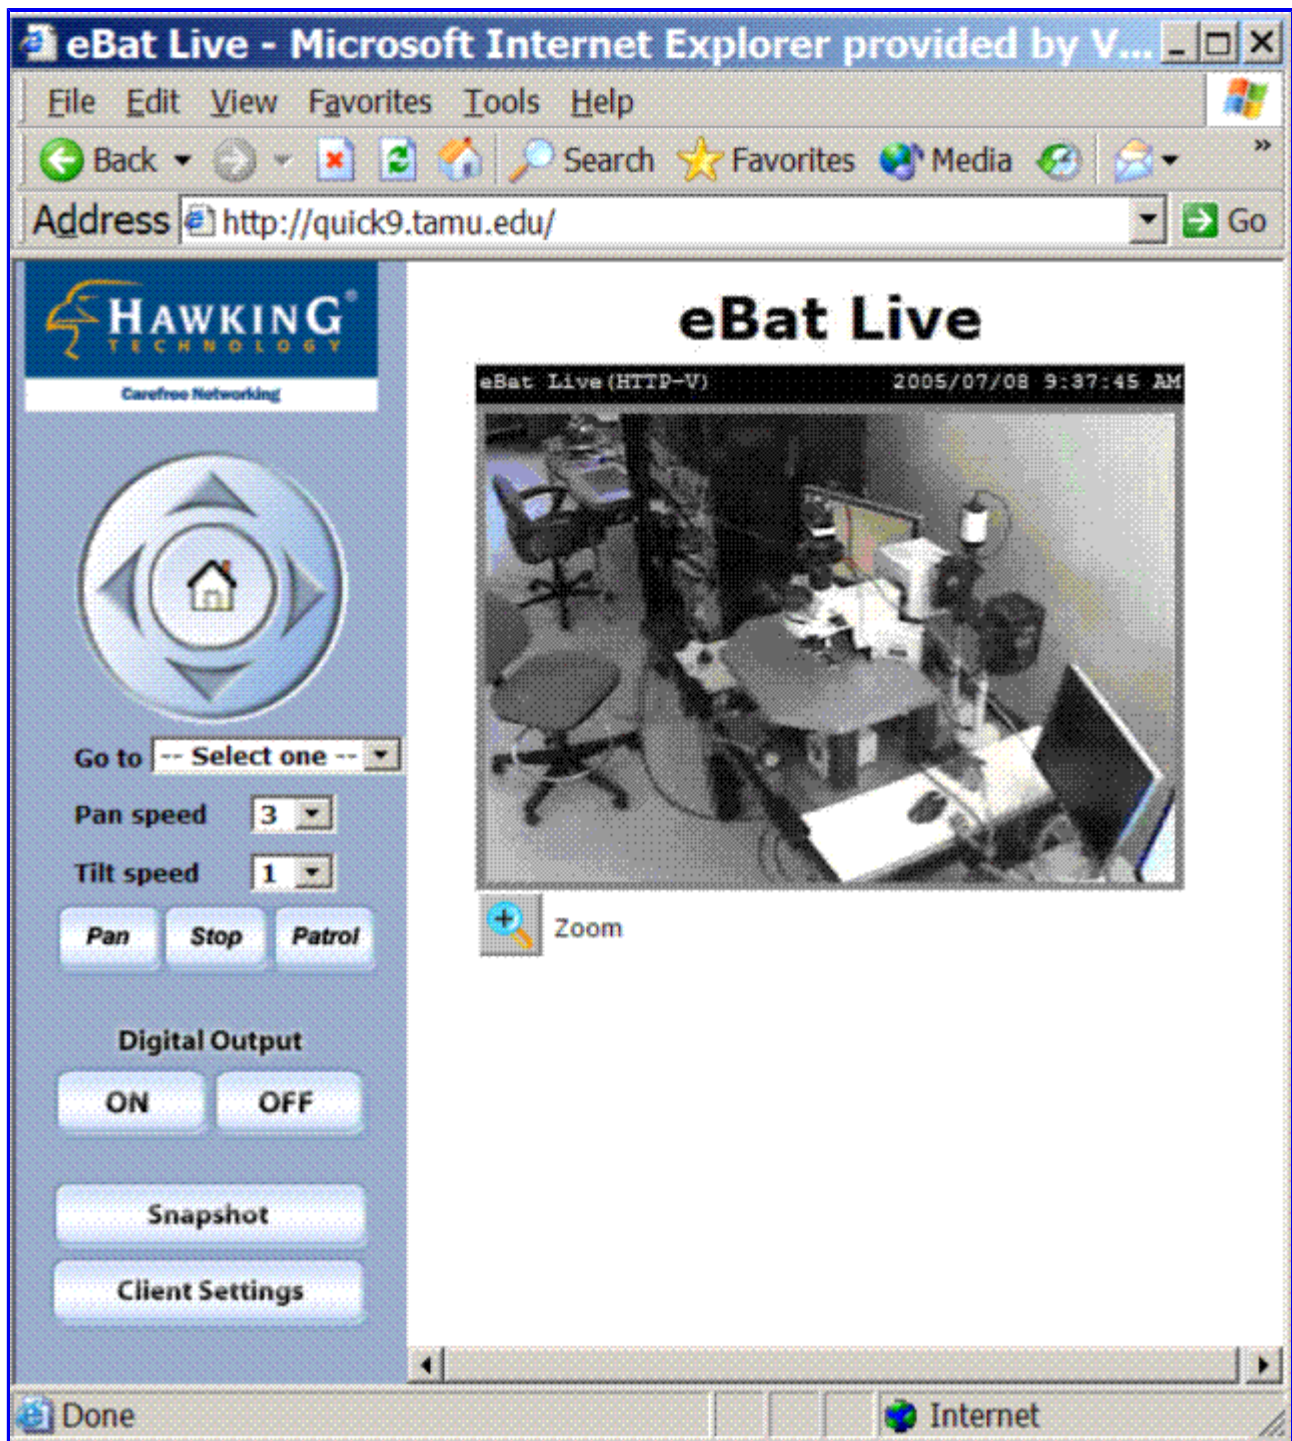 eBat Live - Microsoft Internet Explorer provided by V...
File Edit View Favorites Tools Help
Back Search Favorites Media »
Address http://quick9.tamu.edu/ Go
HAWKING®
TECHNOLOGY
Carefree Networking
eBat Live
eBat Live(HTTP-V) 2005/07/08 9:37:45 AM
Go to -- Select one --
Pan speed 3
Tilt speed 1
Pan Stop Patrol
Zoom
Digital Output
ON OFF
Snapshot
Client Settings
Done Internet